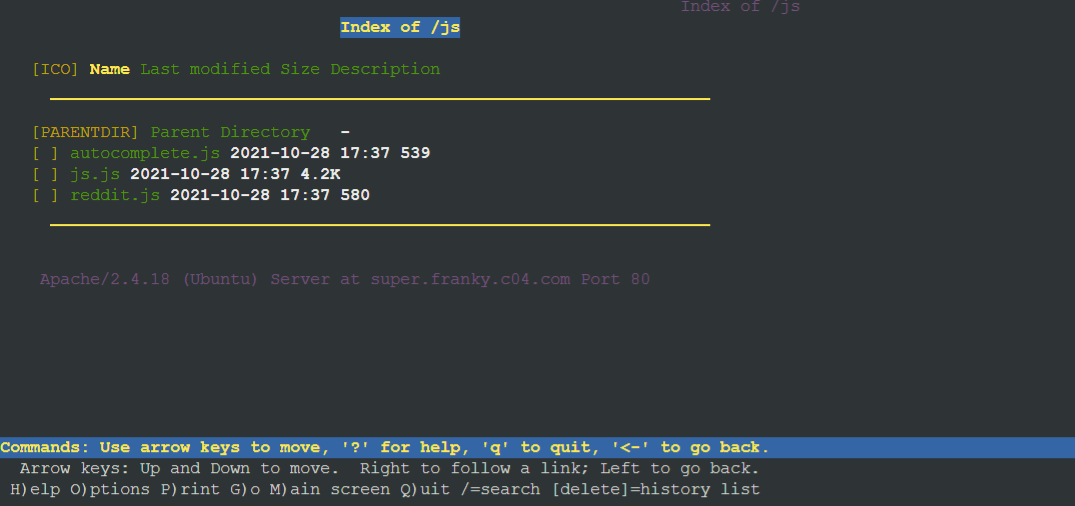 Index of /js
Index of /js
[ICO] Name Last modified Size Description
[PARENTDIR] Parent Directory -
[ ] autocomplete.js 2021-10-28 17:37 539
[ ] js.js 2021-10-28 17:37 4.2K
[ ] reddit.js 2021-10-28 17:37 580
Apache/2.4.18 (Ubuntu) Server at super.franky.c04.com Port 80
Commands: Use arrow keys to move, '?' for help, 'q' to quit, '<-' to go back.
Arrow keys: Up and Down to move. Right to follow a link; Left to go back.
H)elp O)ptions P)rint G)o M)ain screen Q)uit /=search [delete]=history list